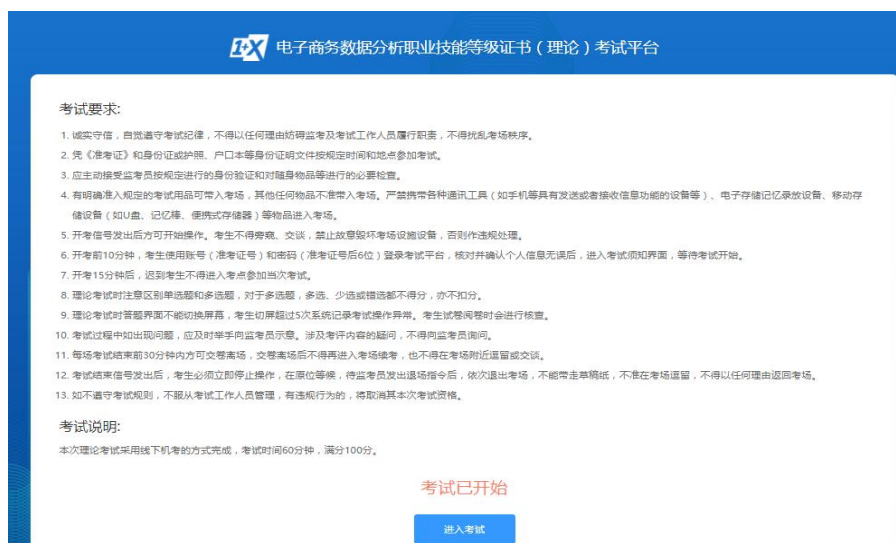 1+X 电子商务数据分析职业技能等级证书（理论）考试平台
考试要求:
1. 诚实守信，自觉遵守考试纪律，不得以任何理由妨碍监考及考试工作人员履行职责，不得扰乱考场秩序。
2. 凭《准考证》和身份证或护照、户口本等身份证明文件按规定时间和地点参加考试。
3. 应主动接受监考员按规定进行的身份验证和对随身物品等进行的必要检查。
4. 有明确准入规定的考试用品可带入考场，其他任何物品不准带入考场。严禁携带各种通讯工具（如手机等具有发送或者接收信息功能的设备等）、电子存储记忆录放设备、移动存
储设备（如U盘、记忆棒、便携式存储器）等物品进入考场。
5. 开考信号发出后方可开始操作。考生不得旁窥、交谈，禁止故意毁坏考场设施设备，否则作违规处理。
6. 开考前10分钟，考生使用账号（准考证号）和密码（准考证号后6位）登录考试平台，核对并确认个人信息无误后，进入考试须知界面，等待考试开始。
7. 开考15分钟后，迟到考生不得进入考点参加当次考试。
8. 理论考试时注意区别单选题和多选题，对于多选题，多选、少选或错选都不得分，亦不扣分。
9. 理论考试时答题界面不能切换屏幕，考生切屏超过5次系统记录考试操作异常。考生试卷阅卷时会进行核查。
10. 考试过程中如出现问题，应及时举手向监考员示意。涉及考评内容的疑问，不得向监考员询问。
11. 每场考试结束前30分钟内方可交卷离场，交卷离场后不得再进入考场续考，也不得在考场附近逗留或交谈。
12. 考试结束信号发出后，考生必须立即停止操作，在原位等候，待监考员发出退场指令后，依次退出考场，不能带走草稿纸，不准在考场逗留，不得以任何理由返回考场。
13. 如不遵守考试规则，不服从考试工作人员管理，有违规行为的，将取消其本次考试资格。
考试说明:
本次理论考试采用线下机考的方式完成，考试时间60分钟，满分100分。
考试已开始
进入考试